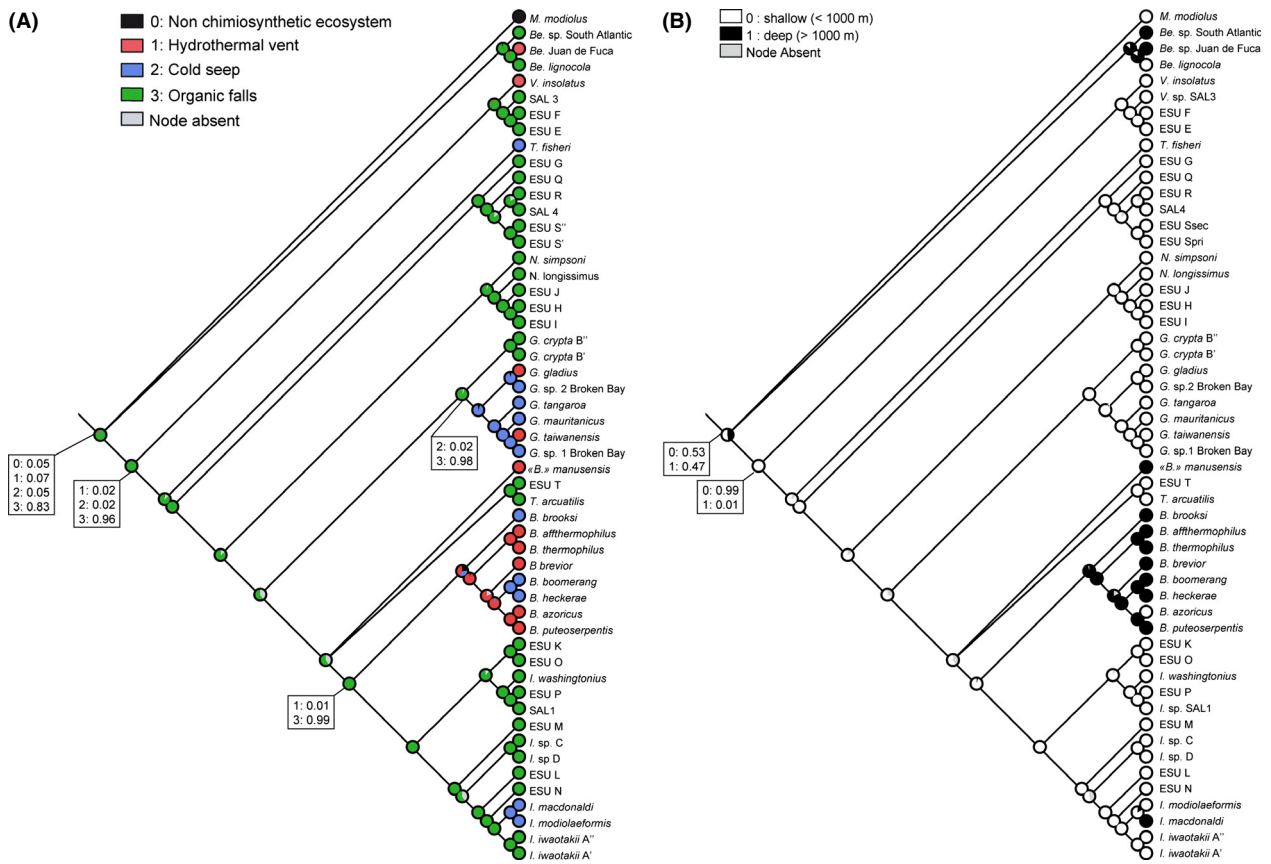 (A)
0: Non chimiosynthetic ecosystem
1: Hydrothermal vent
2: Cold seep
3: Organic falls
Node absent
M. modiolus
Be. sp. South Atlantic
Be. Juan de Fuca
Be. lignocola
V. insolatus
SAL 3
ESU F
ESU E
T. fisheri
ESU G
ESU Q
ESU R
SAL 4
ESU S''
ESU S'
N. simpsoni
N. longissimus
ESU J
ESU H
ESU I
G. crypta B''
G. crypta B'
G. gladius
G. sp. 2 Broken Bay
G. tangaroa
G. mauritanicus
G. taiwanensis
G. sp. 1 Broken Bay
«B.» manusensis
ESU T
T. arcuatilis
B. brooksi
B. affthermophilus
B. thermophilus
B brevior
B. boomerang
B. heckerae
B. azoricus
B. puteoserpentis
ESU K
ESU O
I. washingtonius
ESU P
SAL1
ESU M
I. sp. C
I. sp D
ESU L
ESU N
I. macdonaldi
I. modiolaeformis
I. iwaotakii A''
I. iwaotakii A'
0: 0.05
1: 0.07
2: 0.05
3: 0.83
1: 0.02
2: 0.02
3: 0.96
2: 0.02
3: 0.98
1: 0.01
3: 0.99
(B)
0 : shallow (< 1000 m)
1 : deep (> 1000 m)
Node Absent
M. modiolus
Be. sp. South Atlantic
Be. sp. Juan de Fuca
Be. lignocola
V. insolatus
V. sp. SAL3
ESU F
ESU E
T. fisheri
ESU G
ESU Q
ESU R
SAL4
ESU Ssec
ESU Spri
N. simpsoni
N. longissimus
ESU J
ESU H
ESU I
G. crypta B''
G. crypta B'
G. gladius
G. sp.2 Broken Bay
G. tangaroa
G. mauritanicus
G. taiwanensis
G. sp.1 Broken Bay
«B.» manusensis
ESU T
T. arcuatilis
B. brooksi
B. affthermophilus
B. thermophilus
B. brevior
B. boomerang
B. heckerae
B. azoricus
B. puteoserpentis
ESU K
ESU O
I. washingtonius
ESU P
I. sp. SAL1
ESU M
I. sp. C
I. sp. D
ESU L
ESU N
I. modiolaeformis
I. macdonaldi
I. iwaotakii A''
I. iwaotakii A'
0: 0.53
1: 0.47
0: 0.99
1: 0.01